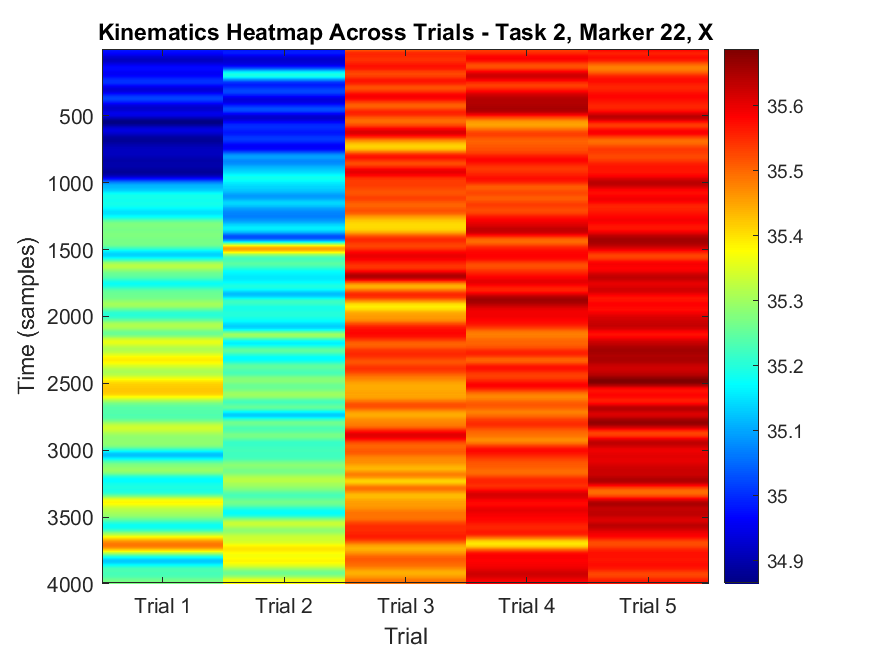 Kinematics Heatmap Across Trials - Task 2, Marker 22, X
Time (samples)
500
1000
1500
2000
2500
3000
3500
4000
Trial 1
Trial 2
Trial 3
Trial 4
Trial 5
Trial
35.6
35.5
35.4
35.3
35.2
35.1
35
34.9